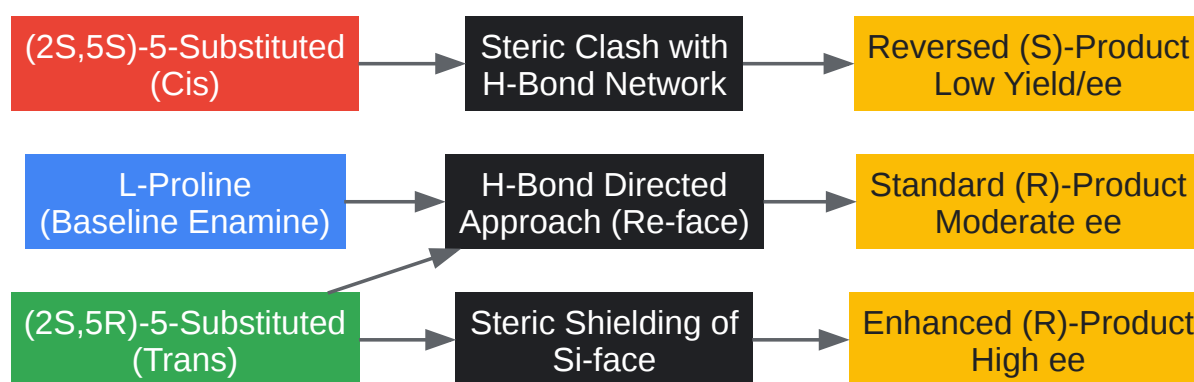 (2S,5S)-5-Substituted
(Cis)
Steric Clash with
H-Bond Network
Reversed (S)-Product
Low Yield/ee
L-Proline
(Baseline Enamine)
H-Bond Directed
Approach (Re-face)
Standard (R)-Product
Moderate ee
(2S,5R)-5-Substituted
(Trans)
Steric Shielding of
Si-face
Enhanced (R)-Product
High ee